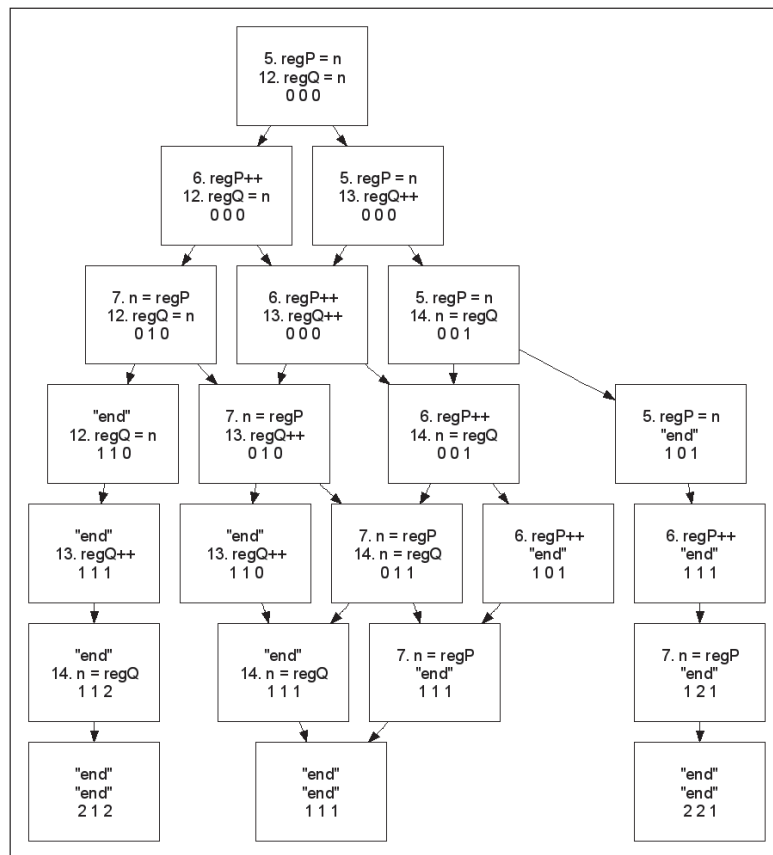 5. regP = n
12. regQ = n
0 0 0
6. regP++
12. regQ = n
0 0 0
5. regP = n
13. regQ++
0 0 0
7. n = regP
12. regQ = n
0 1 0
6. regP++
13. regQ++
0 0 0
5. regP = n
14. n = regQ
0 0 1
"end"
12. regQ = n
1 1 0
7. n = regP
13. regQ++
0 1 0
6. regP++
14. n = regQ
0 0 1
5. regP = n
"end"
1 0 1
"end"
13. regQ++
1 1 1
"end"
13. regQ++
1 1 0
7. n = regP
14. n = regQ
0 1 1
6. regP++
"end"
1 0 1
6. regP++
"end"
1 1 1
"end"
14. n = regQ
1 1 2
"end"
14. n = regQ
1 1 1
7. n = regP
"end"
1 1 1
7. n = regP
"end"
1 2 1
"end"
"end"
2 1 2
"end"
"end"
1 1 1
"end"
"end"
2 2 1